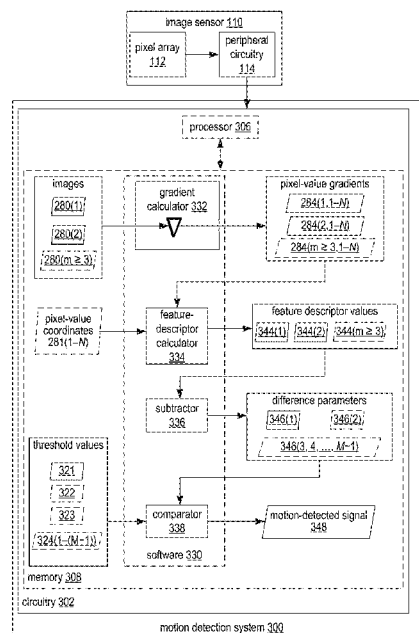 image sensor 110
pixel array
112
peripheral
circuitry
114
processor 306
images
280(1)
280(2)
280(m ≥ 3)
gradient
calculator 332
∇
pixel-value gradients
284(1,1–N)
284(2,1–N)
284(m ≥ 3,1–N)
pixel-value
coordinates
281(1–N)
feature-
descriptor
calculator
334
feature descriptor values
344(1) 344(2) 344(m ≥ 3)
subtractor
336
difference parameters
346(1) 346(2)
346(3, 4, ..., M−1)
threshold values
321
322
323
324(1–(M−1))
comparator
338
motion-detected signal
348
software 330
memory 308
circuitry 302
motion detection system 300